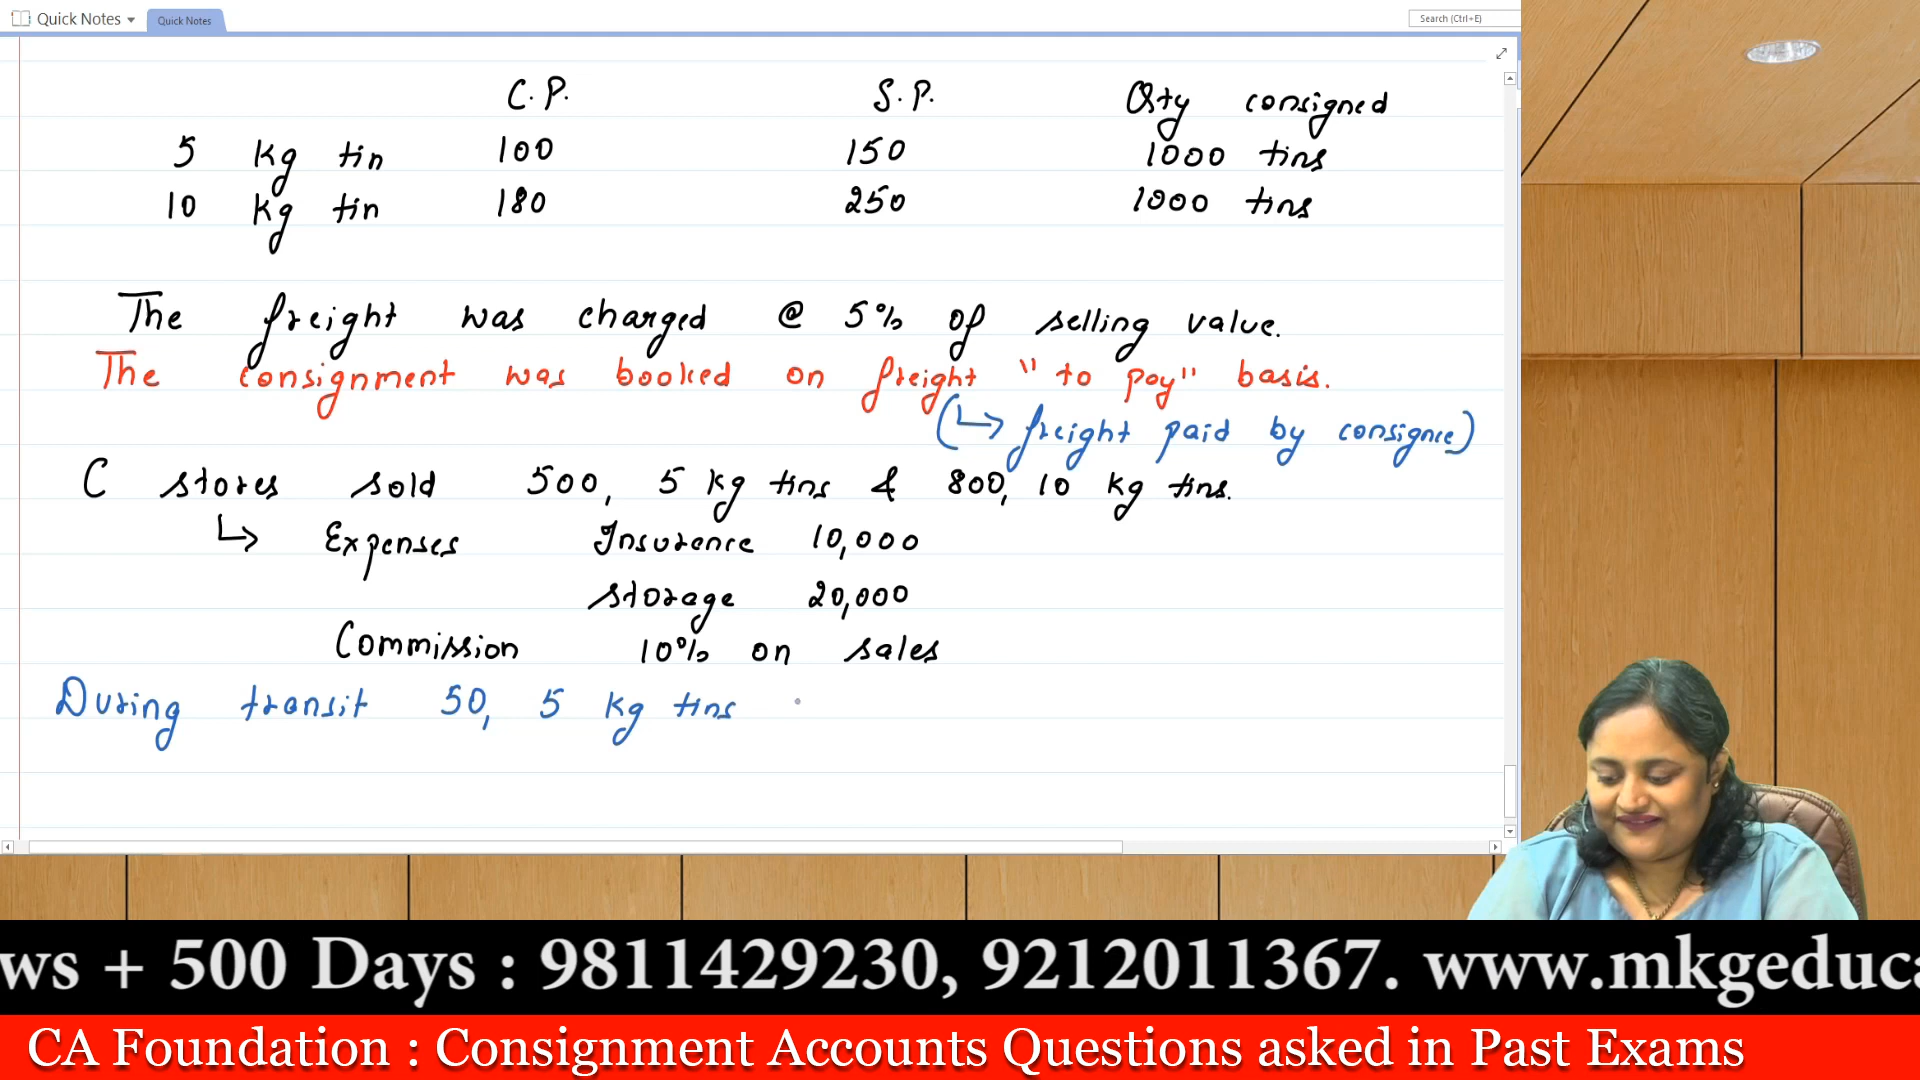 Quick Notes
Quick Notes
Search (Ctrl+E)
C.P. S.P. Qty consigned
5 kg tin 100 150 1000 tins
10 kg tin 180 250 1000 tins
The freight was charged @ 5% of selling value.
The consignment was booked on freight "to pay" basis.
(↳ freight paid by consignee)
C stores sold 500, 5 kg tins & 800, 10 kg tins.
↳ Expenses Insurance 10,000
storage 20,000
Commission 10% on sales
During transit 50, 5 kg tins
ws + 500 Days : 9811429230, 9212011367. www.mkgeduca
CA Foundation : Consignment Accounts Questions asked in Past Exams